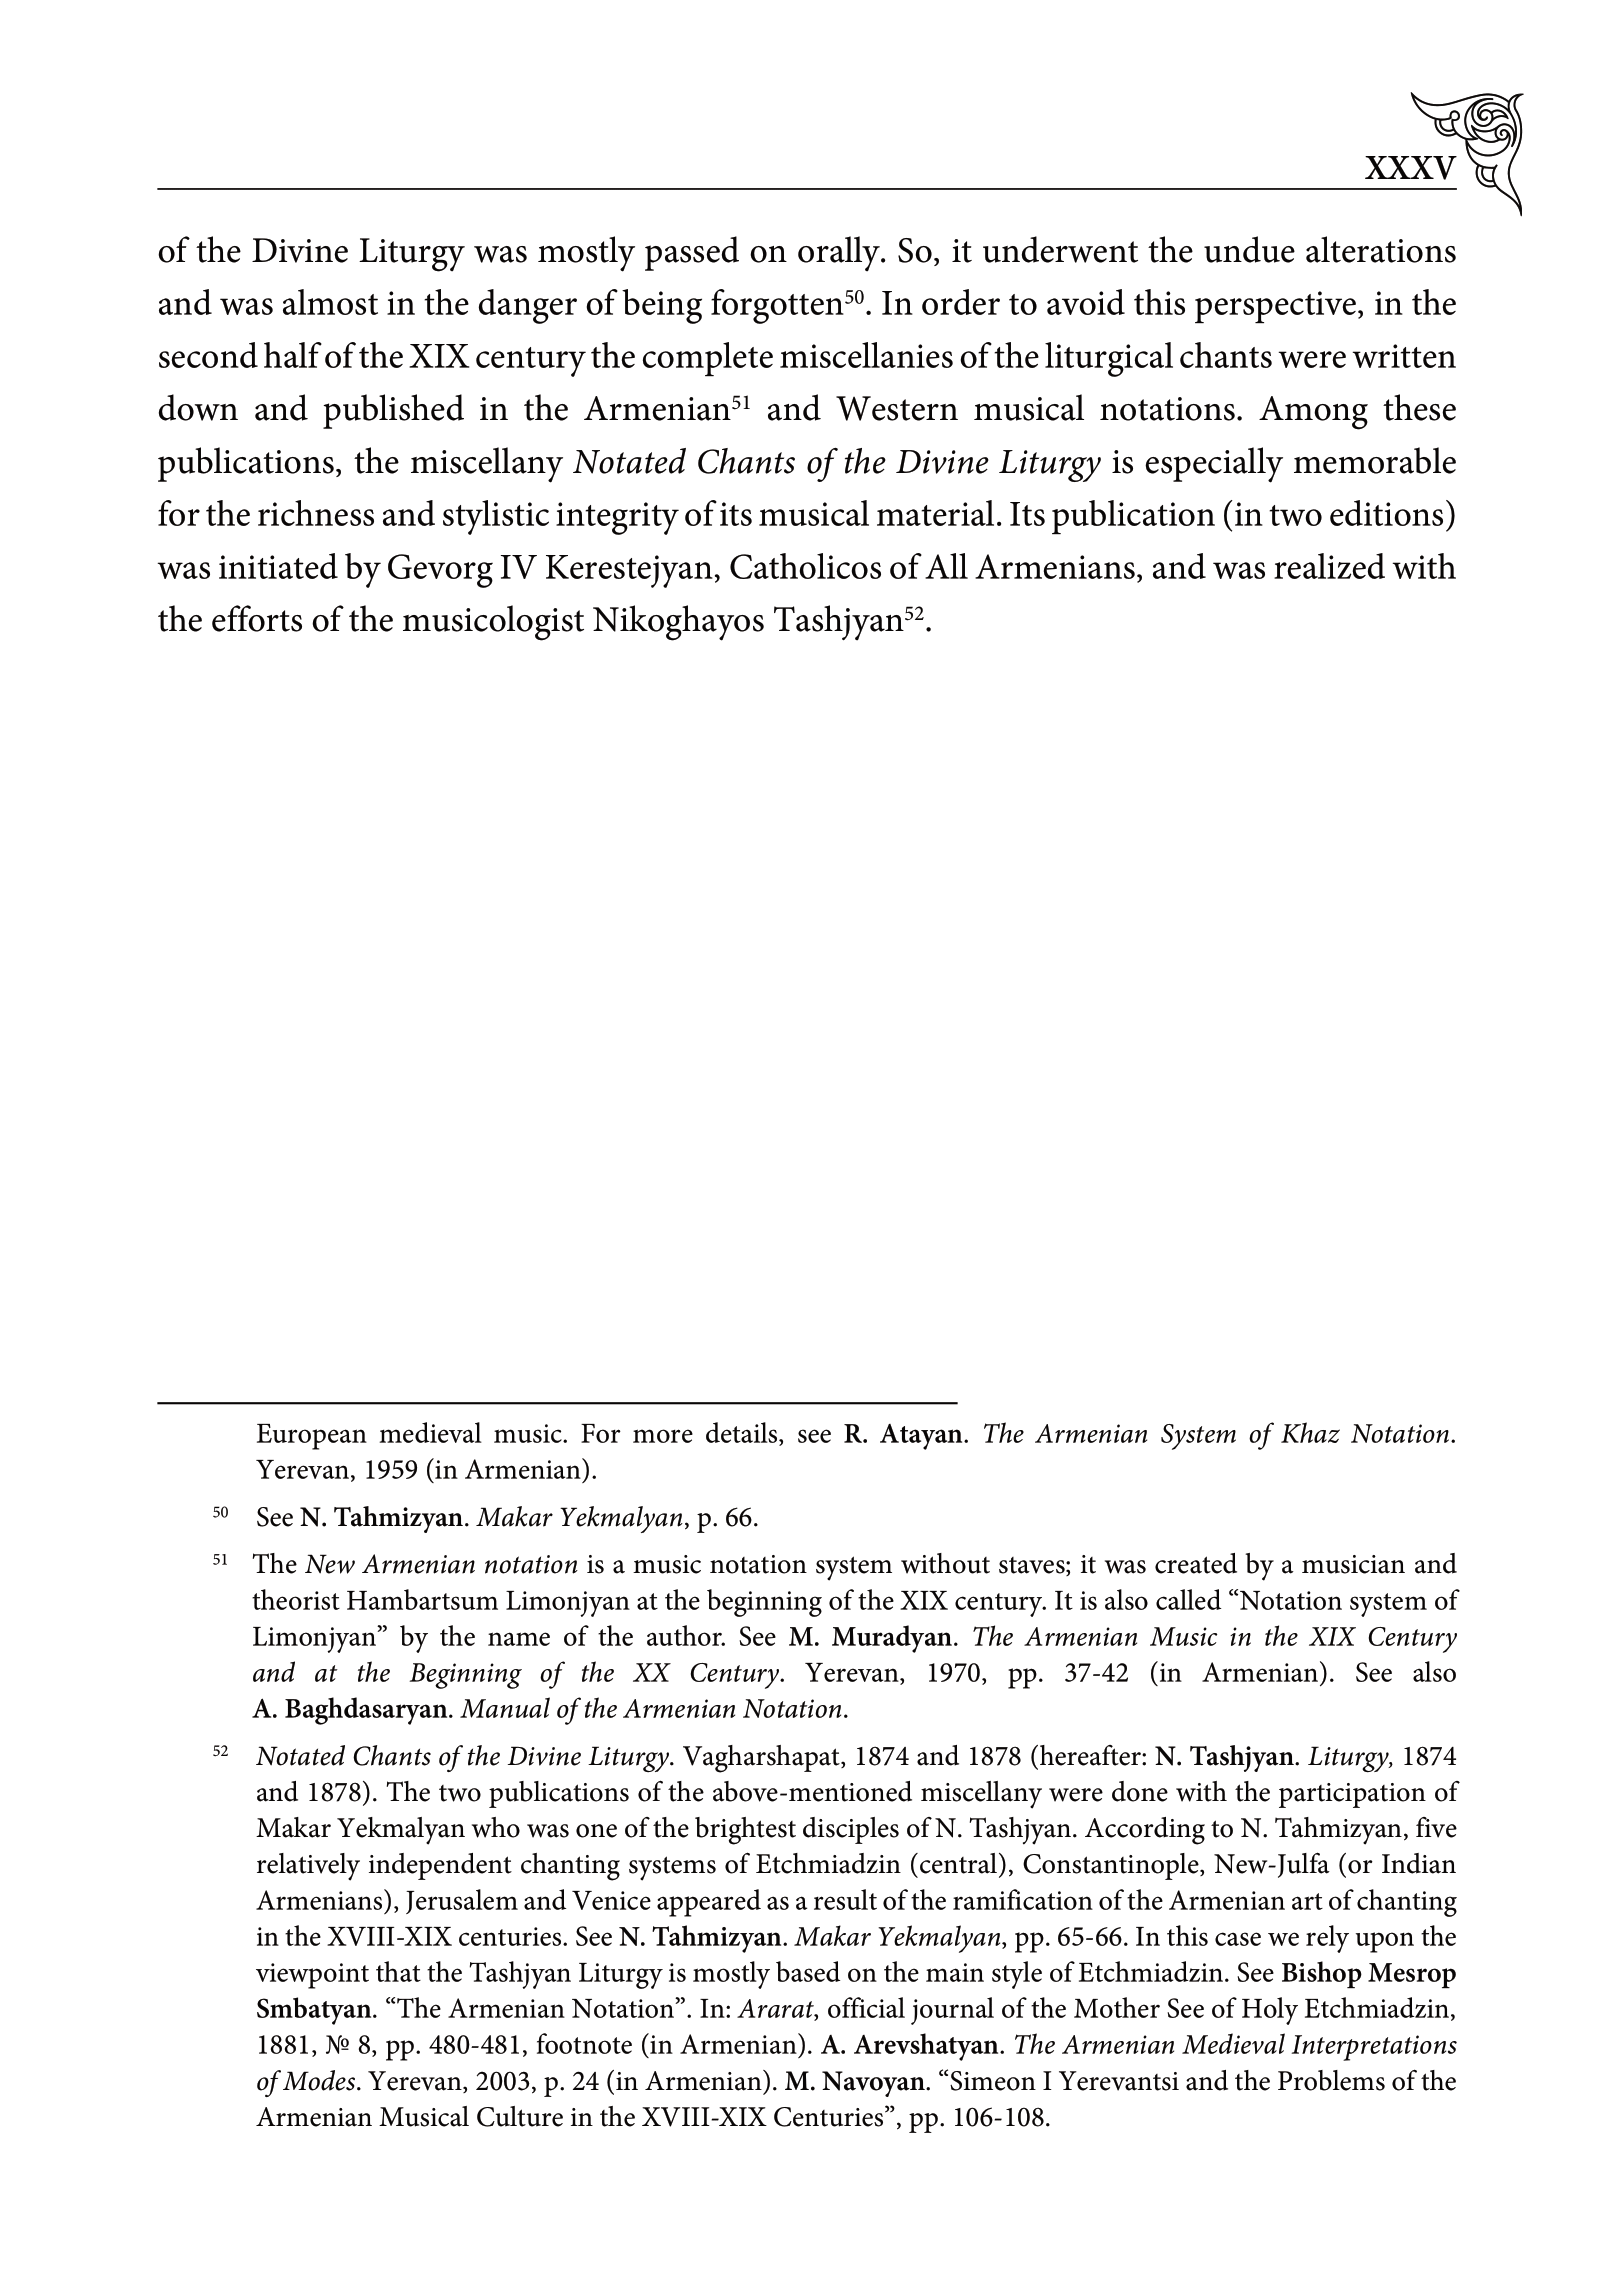 XXXV
of the Divine Liturgy was mostly passed on orally. So, it underwent the undue alterations
and was almost in the danger of being forgotten⁵⁰. In order to avoid this perspective, in the
second half of the XIX century the complete miscellanies of the liturgical chants were written
down and published in the Armenian⁵¹ and Western musical notations. Among these
publications, the miscellany Notated Chants of the Divine Liturgy is especially memorable
for the richness and stylistic integrity of its musical material. Its publication (in two editions)
was initiated by Gevorg IV Kerestejyan, Catholicos of All Armenians, and was realized with
the efforts of the musicologist Nikoghayos Tashjyan⁵².
European medieval music. For more details, see R. Atayan. The Armenian System of Khaz Notation.
Yerevan, 1959 (in Armenian).
⁵⁰ See N. Tahmizyan. Makar Yekmalyan, p. 66.
⁵¹ The New Armenian notation is a music notation system without staves; it was created by a musician and
theorist Hambartsum Limonjyan at the beginning of the XIX century. It is also called “Notation system of
Limonjyan” by the name of the author. See M. Muradyan. The Armenian Music in the XIX Century
and at the Beginning of the XX Century. Yerevan, 1970, pp. 37-42 (in Armenian). See also
A. Baghdasaryan. Manual of the Armenian Notation.
⁵² Notated Chants of the Divine Liturgy. Vagharshapat, 1874 and 1878 (hereafter: N. Tashjyan. Liturgy, 1874
and 1878). The two publications of the above-mentioned miscellany were done with the participation of
Makar Yekmalyan who was one of the brightest disciples of N. Tashjyan. According to N. Tahmizyan, five
relatively independent chanting systems of Etchmiadzin (central), Constantinople, New-Julfa (or Indian
Armenians), Jerusalem and Venice appeared as a result of the ramification of the Armenian art of chanting
in the XVIII-XIX centuries. See N. Tahmizyan. Makar Yekmalyan, pp. 65-66. In this case we rely upon the
viewpoint that the Tashjyan Liturgy is mostly based on the main style of Etchmiadzin. See Bishop Mesrop
Smbatyan. “The Armenian Notation”. In: Ararat, official journal of the Mother See of Holy Etchmiadzin,
1881, № 8, pp. 480-481, footnote (in Armenian). A. Arevshatyan. The Armenian Medieval Interpretations
of Modes. Yerevan, 2003, p. 24 (in Armenian). M. Navoyan. “Simeon I Yerevantsi and the Problems of the
Armenian Musical Culture in the XVIII-XIX Centuries”, pp. 106-108.